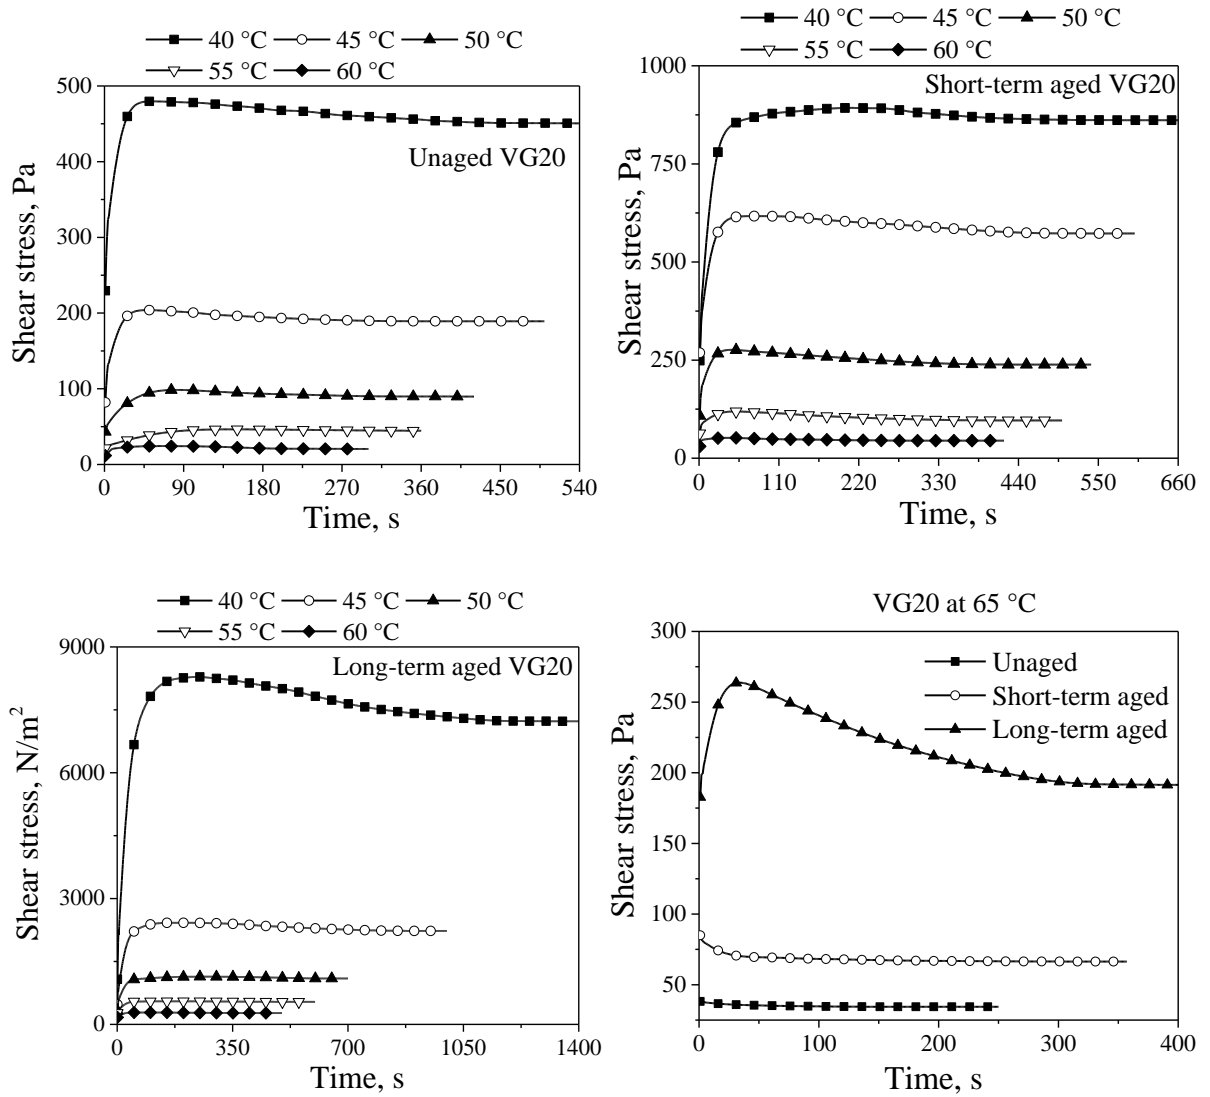 40 °C 45 °C 50 °C
55 °C 60 °C
500
400
300
200
100
0
Shear stress, Pa
Unaged VG20
0 90 180 270 360 450 540
Time, s
40 °C 45 °C 50 °C
55 °C 60 °C
1000
750
500
250
0
Shear stress, Pa
Short-term aged VG20
0 110 220 330 440 550 660
Time, s
40 °C 45 °C 50 °C
55 °C 60 °C
9000
6000
3000
0
Shear stress, N/m²
Long-term aged VG20
0 350 700 1050 1400
Time, s
VG20 at 65 °C
300
250
200
150
100
50
Shear stress, Pa
Unaged
Short-term aged
Long-term aged
0 100 200 300 400
Time, s